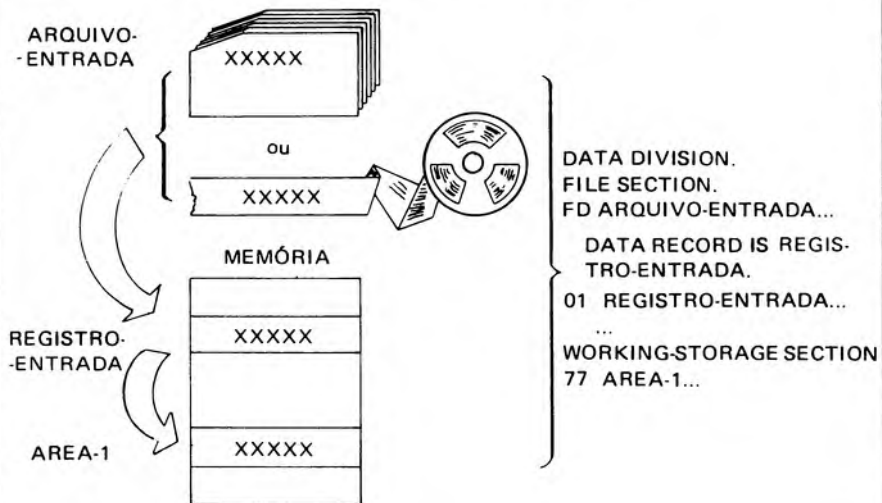 ARQUIVO-
-ENTRADA
XXXXX
ou
XXXXX
MEMÓRIA
REGISTRO-
-ENTRADA
XXXXX
AREA-1
XXXXX
DATA DIVISION.
FILE SECTION.
FD ARQUIVO-ENTRADA...
DATA RECORD IS REGIS-
TRO-ENTRADA.
01 REGISTRO-ENTRADA...
...
WORKING-STORAGE SECTION
77 AREA-1...